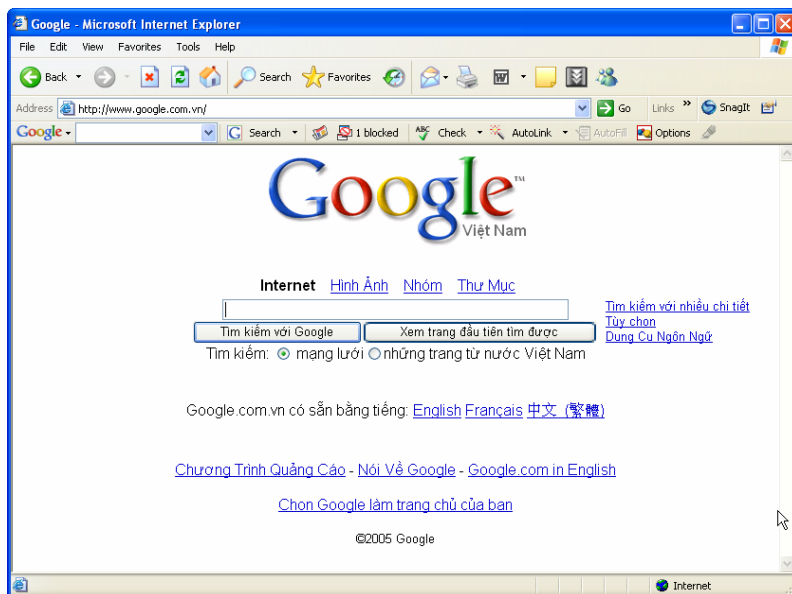 Google - Microsoft Internet Explorer
File Edit View Favorites Tools Help
Back Search Favorites
Address http://www.google.com.vn/ Go Links » SnagIt
Google Search 1 blocked ABC Check AutoLink AutoFill Options
Google™
Việt Nam
Internet Hình Ảnh Nhóm Thư Mục
Tìm kiếm với nhiều chi tiết
Tùy chọn
Dụng Cụ Ngôn Ngữ
Tìm kiếm với Google Xem trang đầu tiên tìm được
Tìm kiếm: mạng lưới những trang từ nước Việt Nam
Google.com.vn có sẵn bằng tiếng: English Français 中文 (繁體)
Chương Trình Quảng Cáo - Nói Về Google - Google.com in English
Chọn Google làm trang chủ của bạn
©2005 Google
Internet